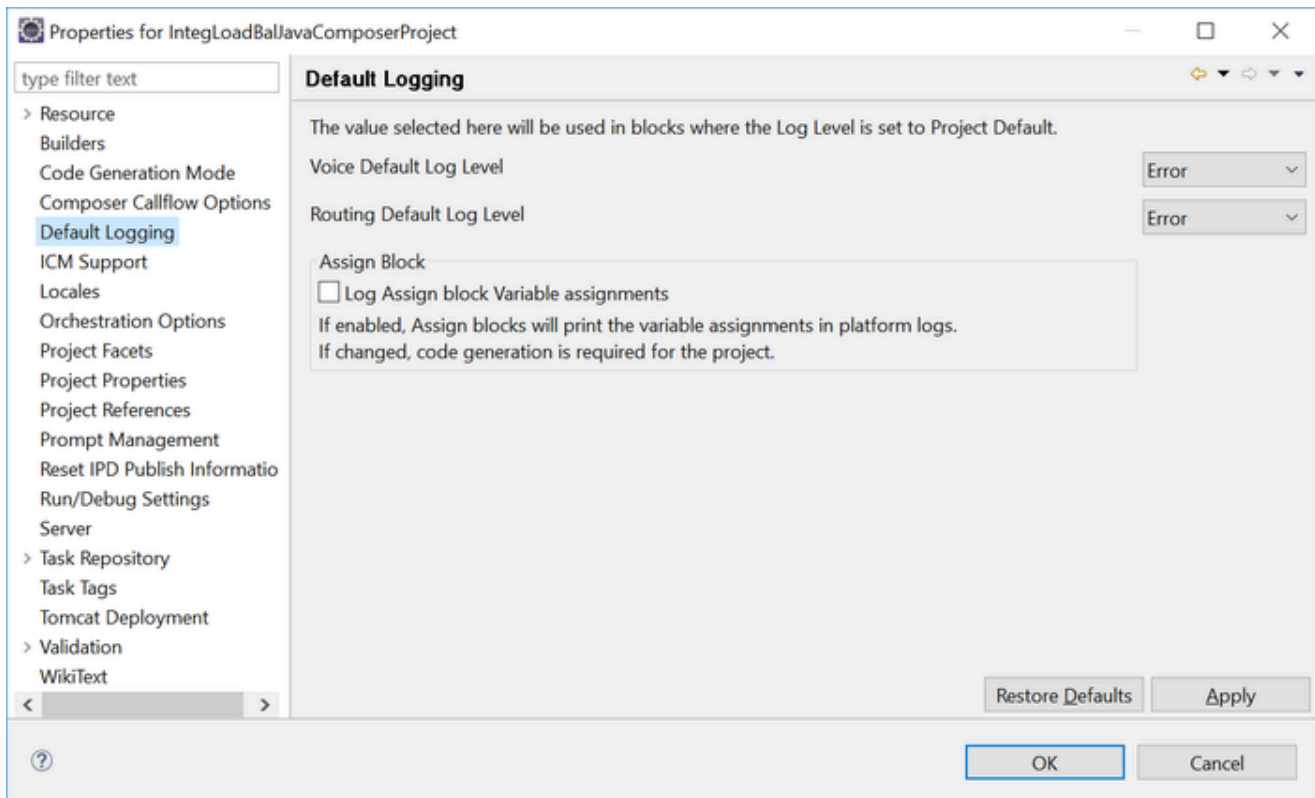 Properties for IntegLoadBalJavaComposerProject
type filter text
Resource
Builders
Code Generation Mode
Composer Callflow Options
Default Logging
ICM Support
Locales
Orchestration Options
Project Facets
Project Properties
Project References
Prompt Management
Reset IPD Publish Informatio
Run/Debug Settings
Server
Task Repository
Task Tags
Tomcat Deployment
Validation
WikiText
Default Logging
The value selected here will be used in blocks where the Log Level is set to Project Default.
Voice Default Log Level
Error
Routing Default Log Level
Error
Assign Block
Log Assign block Variable assignments
If enabled, Assign blocks will print the variable assignments in platform logs.
If changed, code generation is required for the project.
Restore Defaults
Apply
OK
Cancel